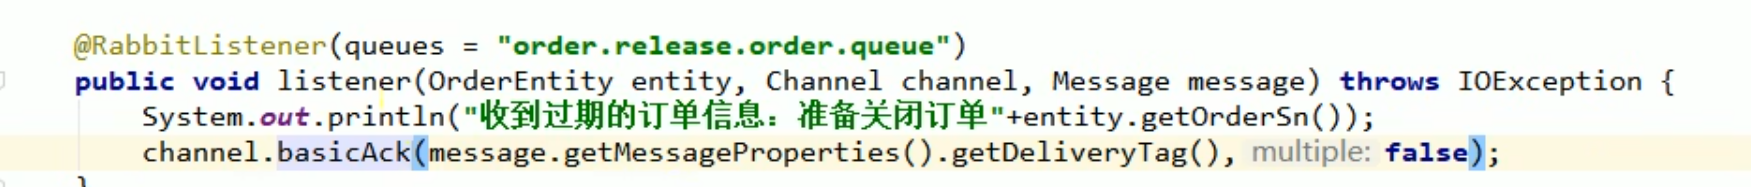 @RabbitListener(queues = "order.release.order.queue")
public void listener(OrderEntity entity, Channel channel, Message message) throws IOException {
System.out.println("收到过期的订单信息：准备关闭订单"+entity.getOrderSn());
channel.basicAck(message.getMessageProperties().getDeliveryTag(), multiple: false);
}